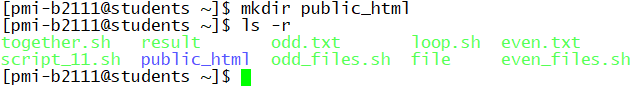 [pmi-b2111@students ~]$ mkdir public_html
[pmi-b2111@students ~]$ ls -r
together.sh result odd.txt loop.sh even.txt
script_11.sh public_html odd_files.sh file even_files.sh
[pmi-b2111@students ~]$